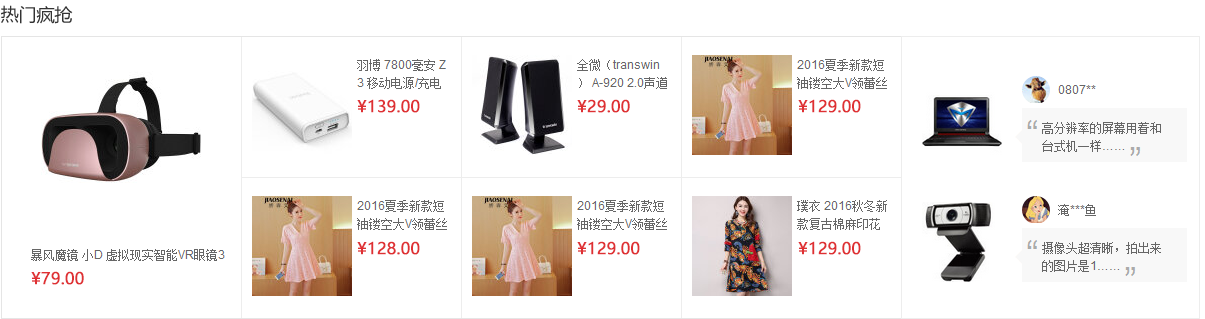 热门疯抢
暴风魔镜 小D 虚拟现实智能VR眼镜3
¥79.00
羽博 7800毫安 Z
3 移动电源/充电
¥139.00
全微（transwin
） A-920 2.0声道
¥29.00
JIAOSENAI
2016夏季新款短
袖镂空大V领蕾丝
¥129.00
JIAOSENAI
2016夏季新款短
袖镂空大V领蕾丝
¥128.00
JIAOSENAI
2016夏季新款短
袖镂空大V领蕾丝
¥129.00
璞衣 2016秋冬新
款复古棉麻印花
¥129.00
0807**
“ 高分辨率的屏幕用着和
台式机一样…… ”
淹***鱼
“ 摄像头超清晰，拍出来
的图片是1…… ”